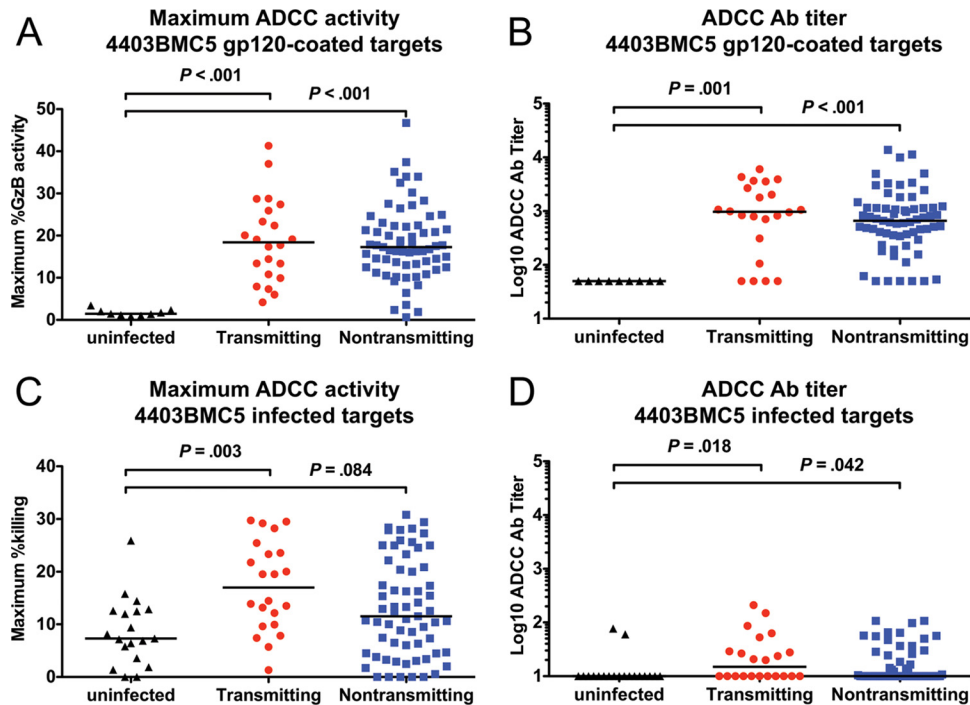 A
Maximum ADCC activity
4403BMC5 gp120-coated targets
P < .001
P < .001
Maximum %GzB activity
50
40
30
20
10
0
uninfected
Transmitting
Nontransmitting
B
ADCC Ab titer
4403BMC5 gp120-coated targets
P = .001
P < .001
Log10 ADCC Ab Titer
5
4
3
2
1
uninfected
Transmitting
Nontransmitting
C
Maximum ADCC activity
4403BMC5 infected targets
P = .003
P = .084
Maximum %killing
40
30
20
10
0
uninfected
Transmitting
Nontransmitting
D
ADCC Ab titer
4403BMC5 infected targets
P = .018
P = .042
Log10 ADCC Ab Titer
5
4
3
2
1
uninfected
Transmitting
Nontransmitting